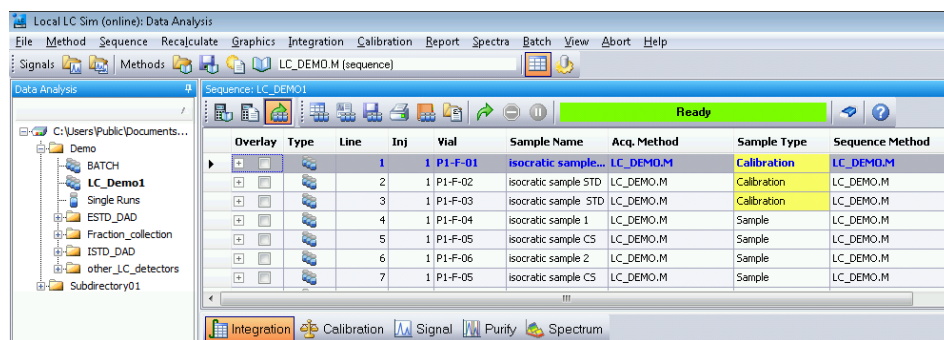 Local LC Sim (online): Data Analysis
File Method Sequence Recalculate Graphics Integration Calibration Report Spectra Batch View Abort Help
Signals Methods LC_DEMO.M (sequence)
Data Analysis
Sequence: LC_DEMO1
Ready
C:\Users\Public\Documents...
Demo
BATCH
LC_Demo1
Single Runs
ESTD_DAD
Fraction_collection
ISTD_DAD
other_LC_detectors
Subdirectory01
Overlay Type Line Inj Vial Sample Name Acq. Method Sample Type Sequence Method
1 1 P1-F-01 isocratic sample... LC_DEMO.M Calibration LC_DEMO.M
2 1 P1-F-02 isocratic sample STD LC_DEMO.M Calibration LC_DEMO.M
3 1 P1-F-03 isocratic sample STD LC_DEMO.M Calibration LC_DEMO.M
4 1 P1-F-04 isocratic sample 1 LC_DEMO.M Sample LC_DEMO.M
5 1 P1-F-05 isocratic sample CS LC_DEMO.M Sample LC_DEMO.M
6 1 P1-F-06 isocratic sample 2 LC_DEMO.M Sample LC_DEMO.M
7 1 P1-F-05 isocratic sample CS LC_DEMO.M Sample LC_DEMO.M
Integration Calibration Signal Purify Spectrum